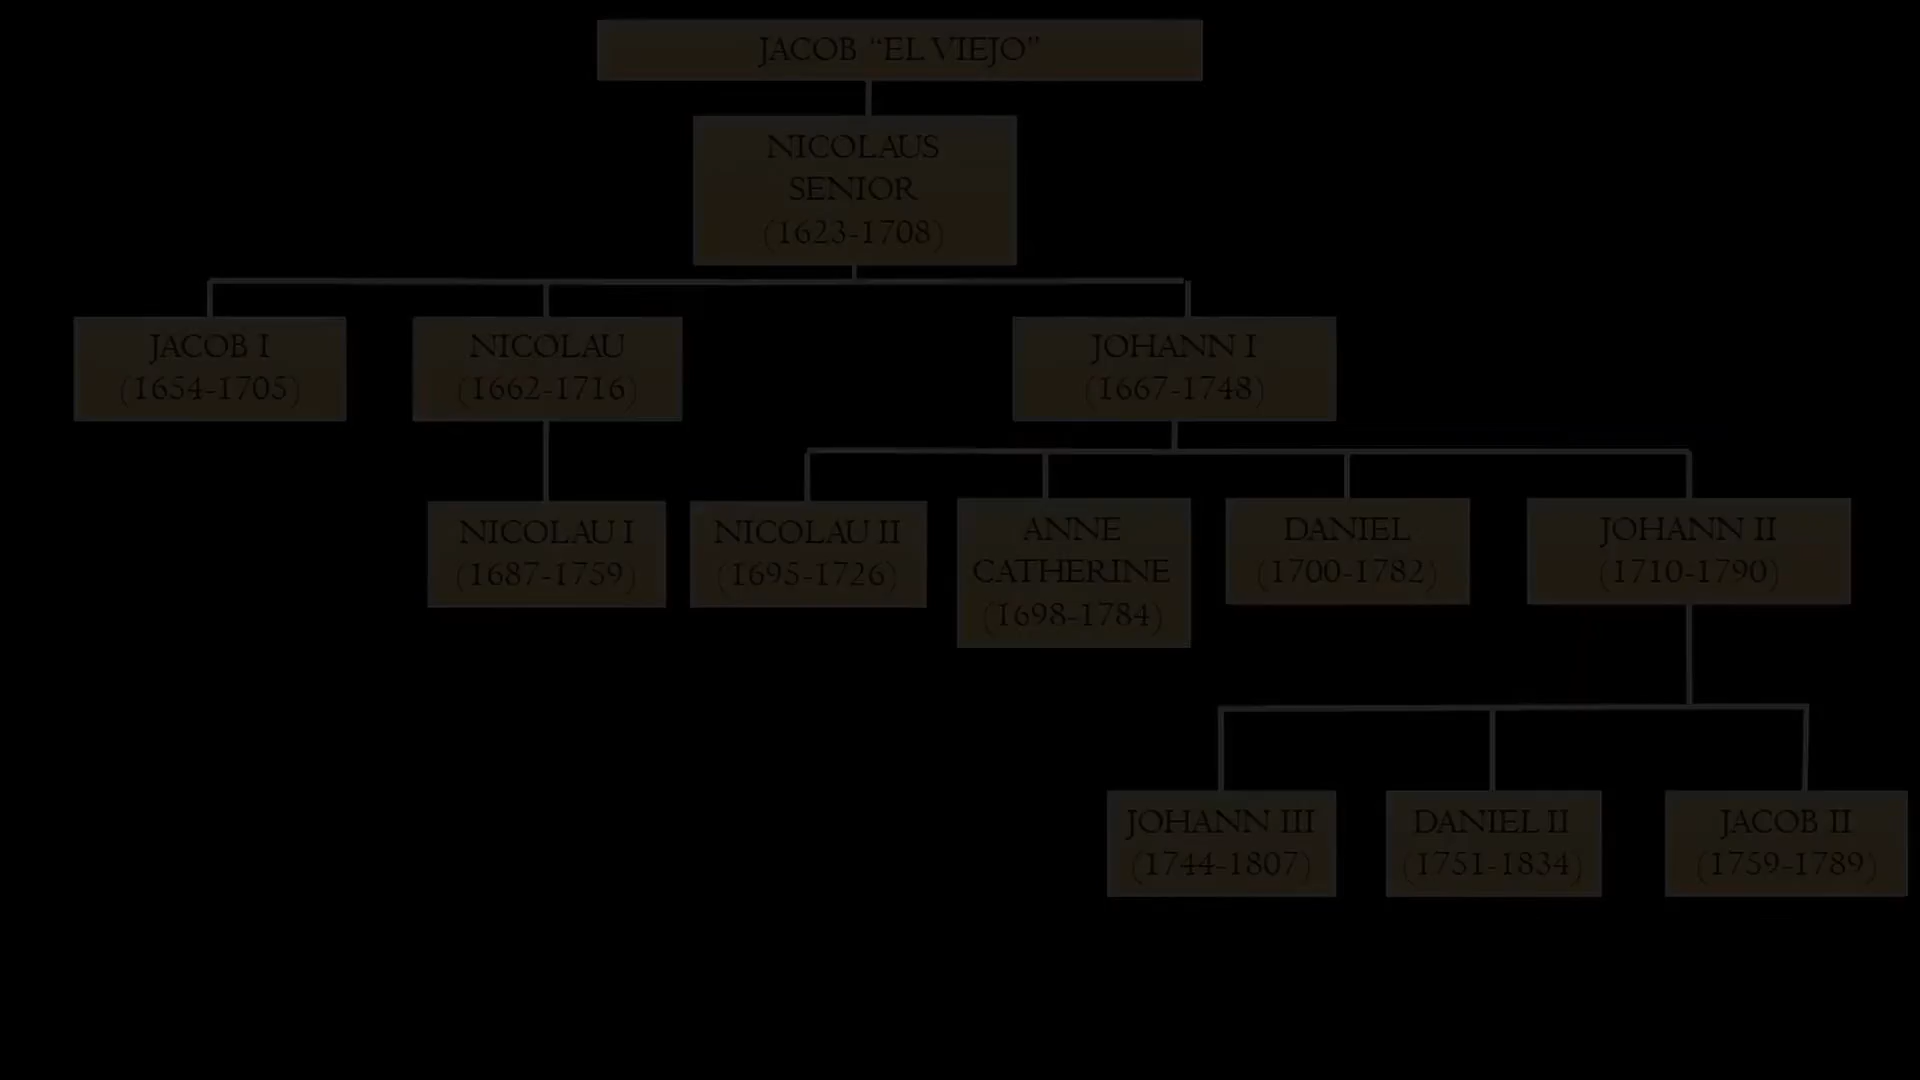 JACOB “EL VIEJO”
NICOLAUS
SENIOR
(1623-1708)
JACOB I
(1654-1705)
NICOLAU
(1662-1716)
JOHANN I
(1667-1748)
NICOLAU I
(1687-1759)
NICOLAU II
(1695-1726)
ANNE
CATHERINE
(1698-1784)
DANIEL
(1700-1782)
JOHANN II
(1710-1790)
JOHANN III
(1744-1807)
DANIEL II
(1751-1834)
JACOB II
(1759-1789)